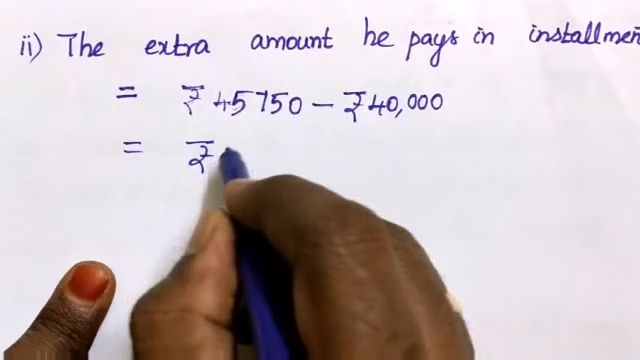 ii) The extra amount he pays in installmen
= ₹ 45750 - ₹ 40,000
= ₹